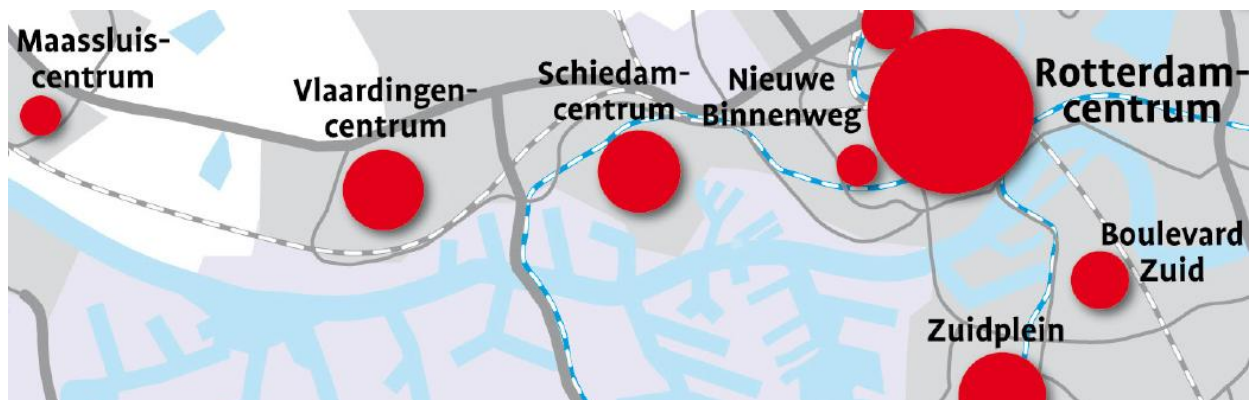 Maassluis-
centrum
Vlaardingen-
centrum
Schiedam-
centrum
Nieuwe
Binnenweg
Rotterdam-
centrum
Boulevard
Zuid
Zuidplein